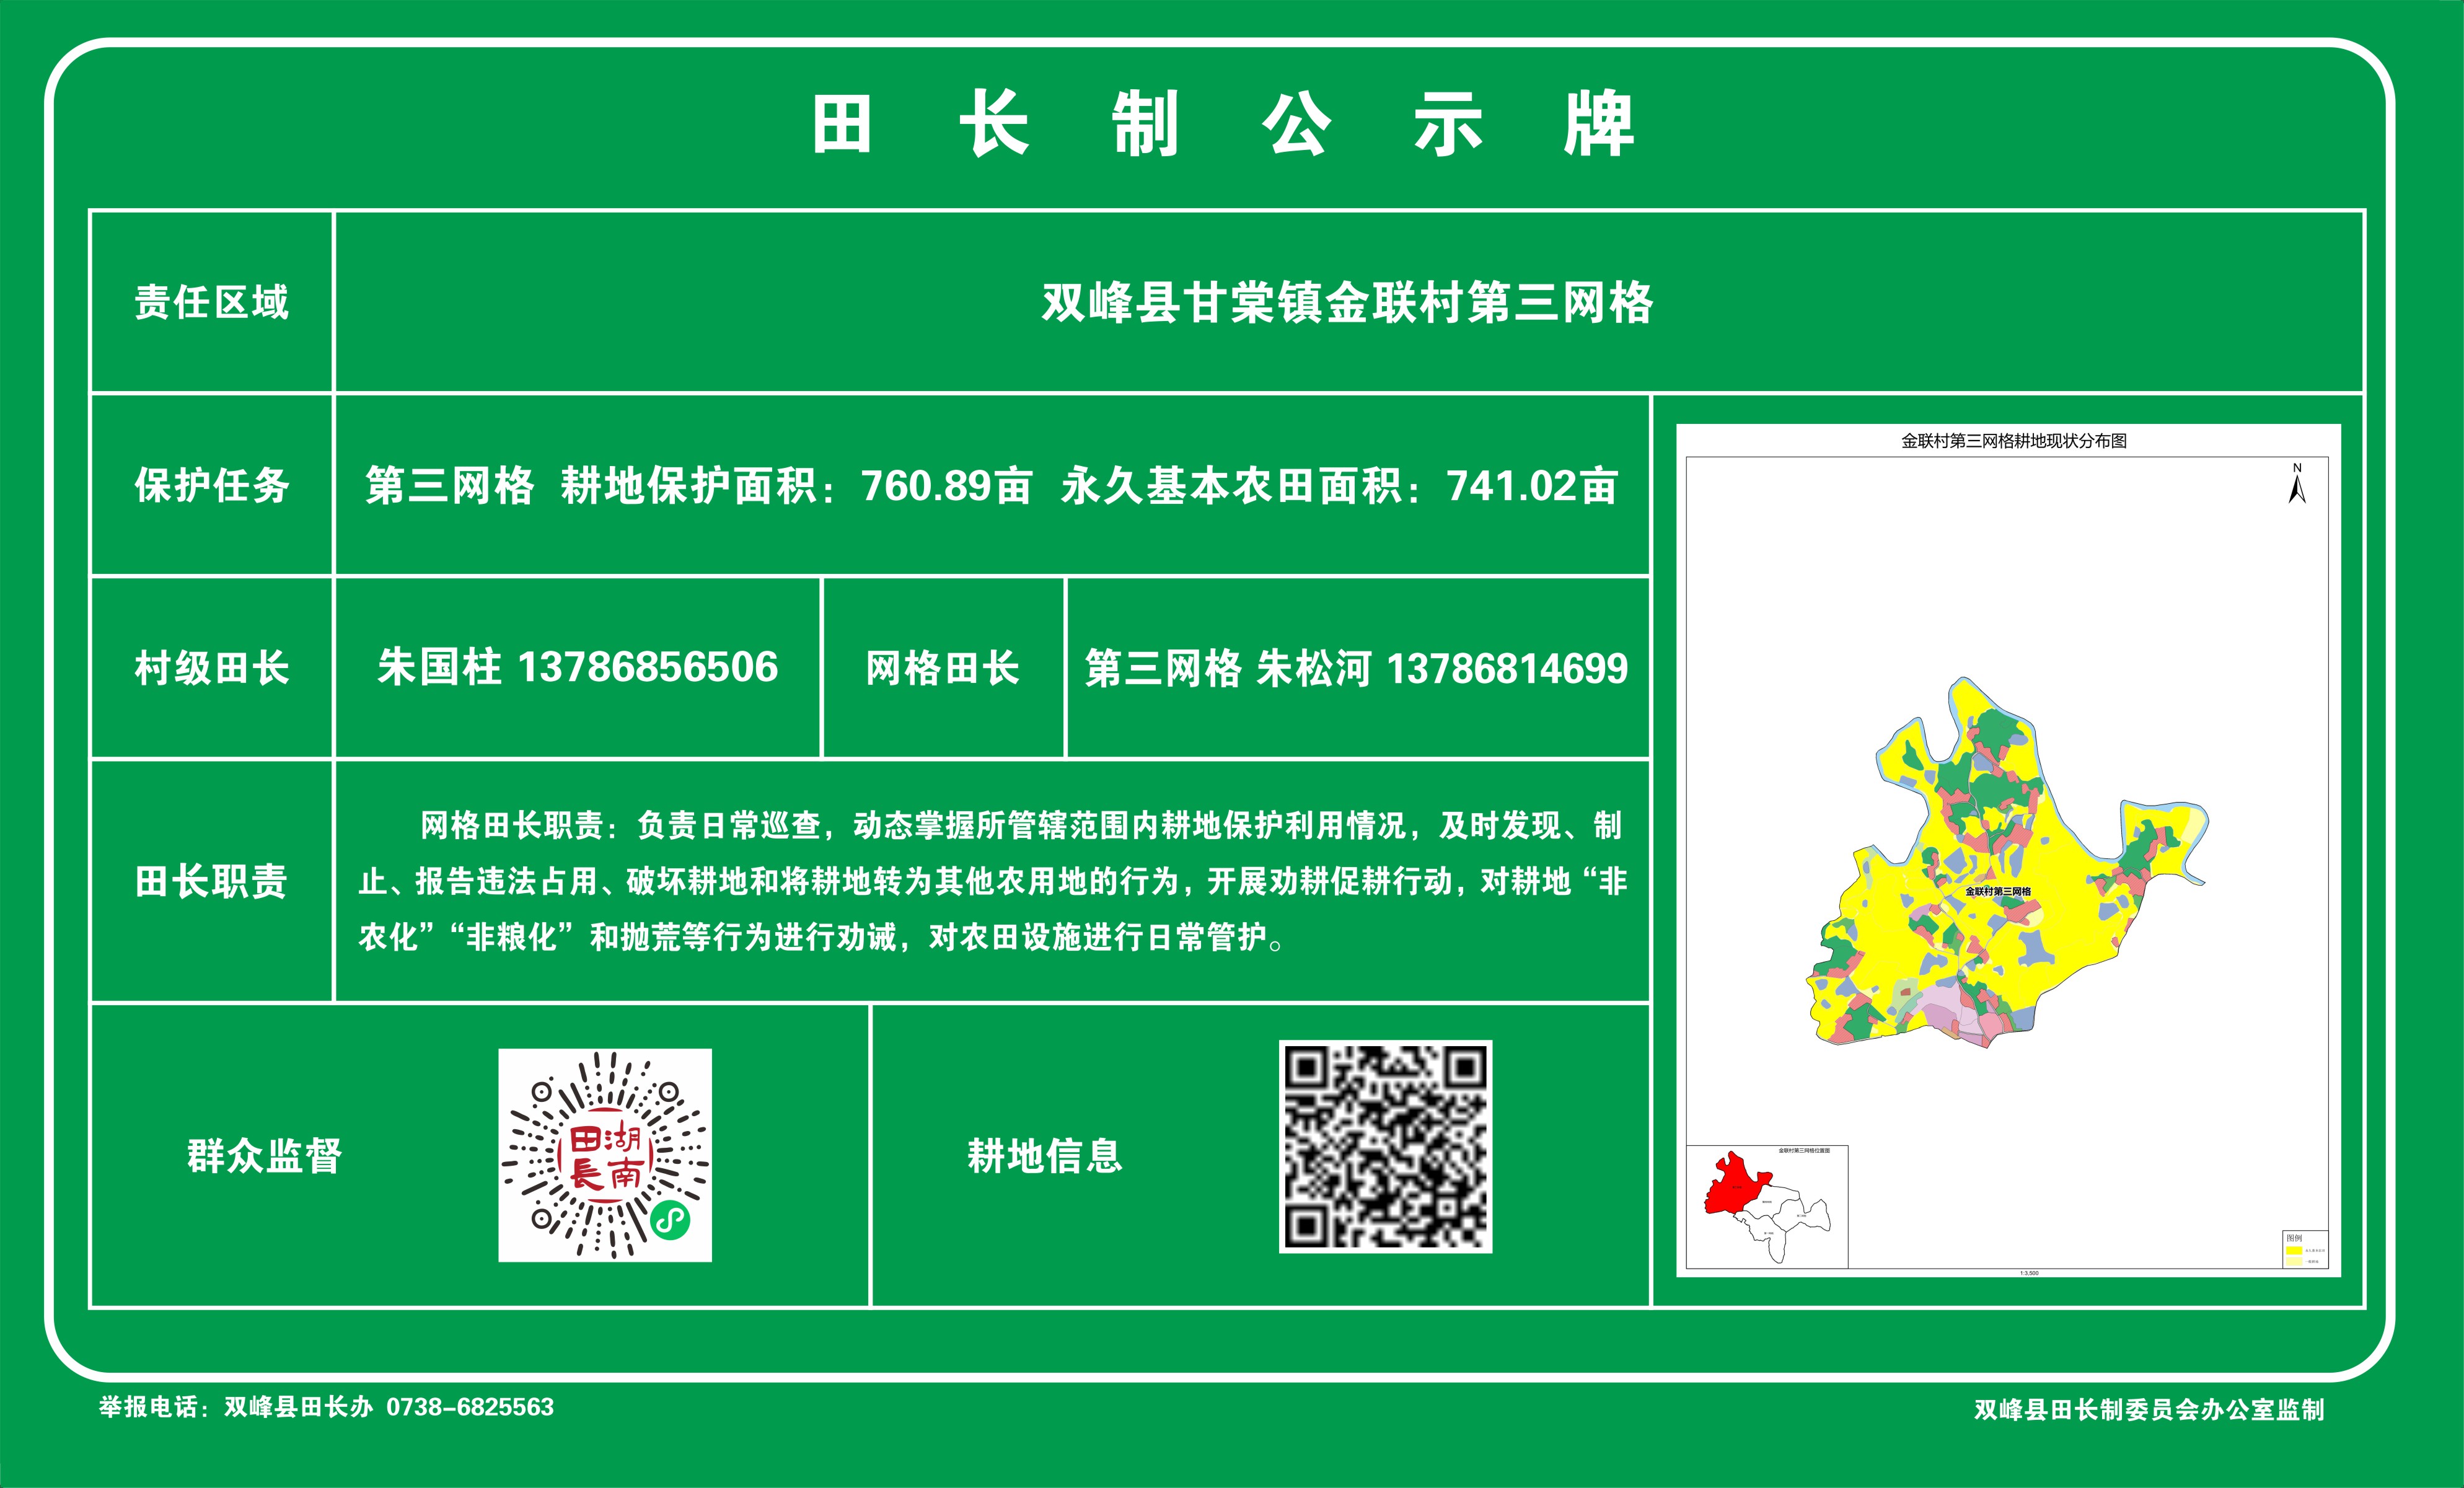 田长制公示牌
责任区域
双峰县甘棠镇金联村第三网格
保护任务
第三网格 耕地保护面积：760.89亩 永久基本农田面积：741.02亩
村级田长
朱国柱 13786856506
网格田长
第三网格 朱松河 13786814699
田长职责
网格田长职责：负责日常巡查，动态掌握所管辖范围内耕地保护利用情况，及时发现、制
止、报告违法占用、破坏耕地和将耕地转为其他农用地的行为，开展劝耕促耕行动，对耕地“非
农化”“非粮化”和抛荒等行为进行劝诫，对农田设施进行日常管护。
群众监督
湖南
田長
耕地信息
金联村第三网格耕地现状分布图
N
金联村第三网格
金联村第三网格位置图
图例
1:3,500
举报电话：双峰县田长办 0738-6825563
双峰县田长制委员会办公室监制